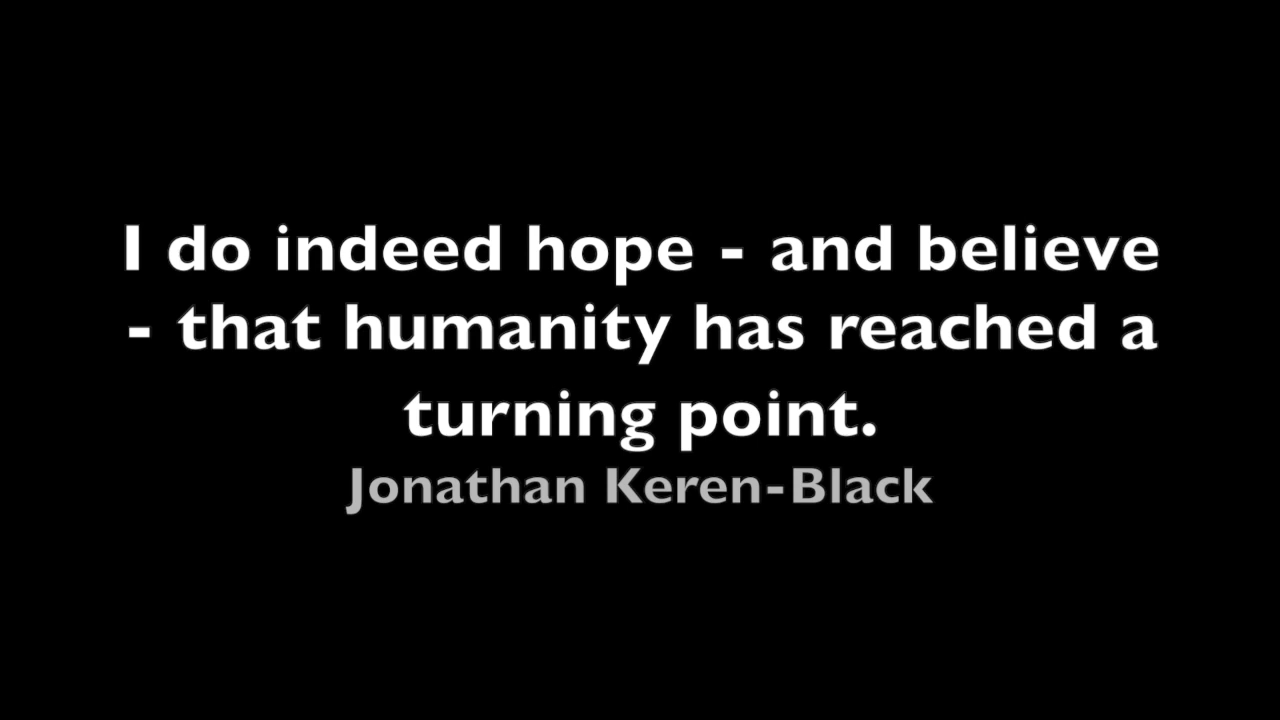 I do indeed hope - and believe
- that humanity has reached a
turning point.
Jonathan Keren-Black